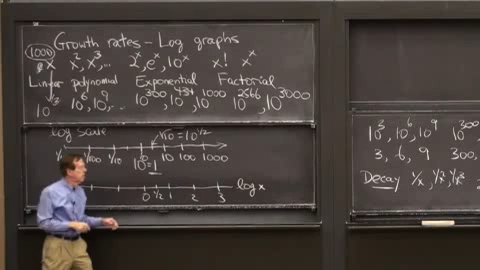 Growth rates - Log graphs
1000 x x², x³,... 2ˣ, eˣ, 10ˣ x! xˣ
Linear polynomial Exponential Factorial
10³ 10⁶, 10⁹, .. 10³⁰⁰, 10⁴³⁴, 10¹⁰⁰⁰ 10²⁵⁶⁶, 10³⁰⁰⁰
log scale √10 = 10^{1/2}
1/100 1/10 10⁰=1 10 100 1000
0 1/2 1 2 3 log x
10³, 10⁶, 10⁹ 10³⁰⁰
3, 6, 9 300,
Decay 1/x, 1/x², 1/x³